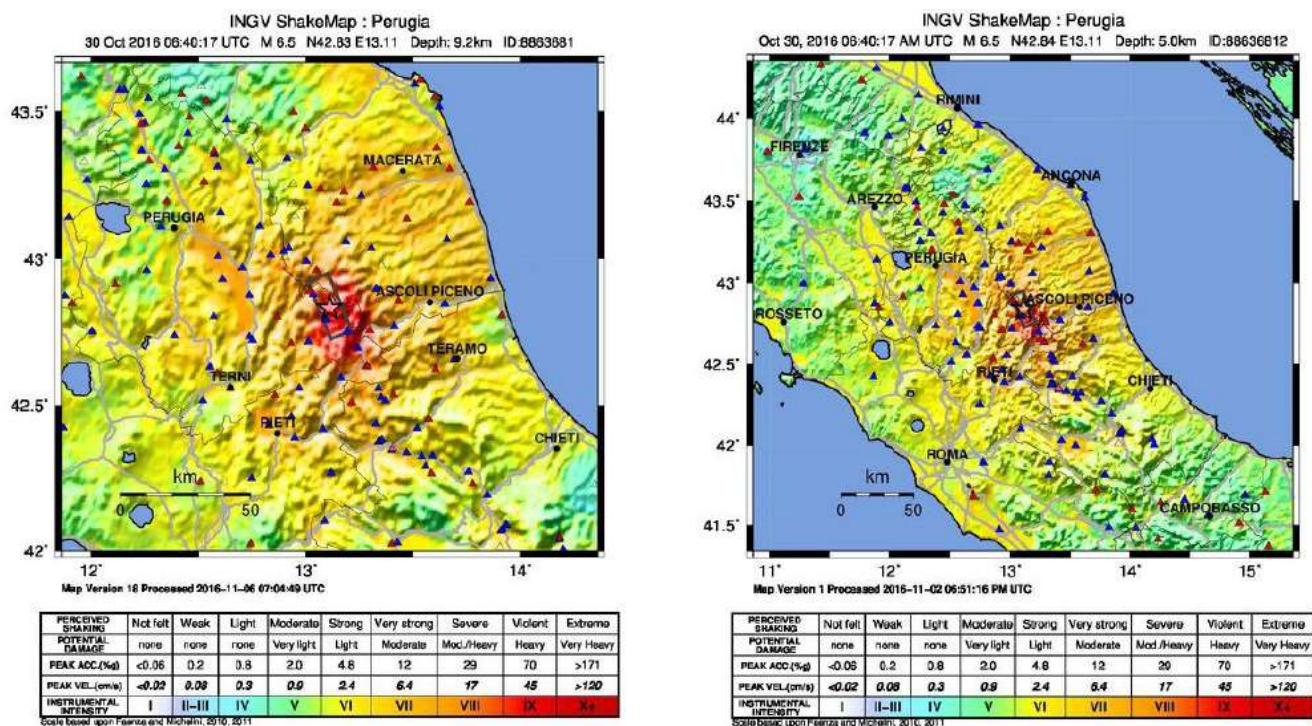 INGV ShakeMap : Perugia
30 Oct 2016 06:40:17 UTC M 6.5 N42.83 E13.11 Depth: 9.2km ID:8863681
43.5°
43°
42.5°
42°
MACERATA
PERUGIA
ASCOLI PICENO
TERAMO
TERNI
RIETI
CHIETI
km
0 50
12° 13° 14°
Map Version 18 Processed 2016-11-06 07:04:49 UTC
PERCEIVED SHAKING Not felt Weak Light Moderate Strong Very strong Severe Violent Extreme
POTENTIAL DAMAGE none none none Very light Light Moderate Mod./Heavy Heavy Very Heavy
PEAK ACC.(%g) <0.06 0.2 0.8 2.0 4.8 12 29 70 >171
PEAK VEL.(cm/s) <0.02 0.08 0.3 0.9 2.4 6.4 17 45 >120
INSTRUMENTAL INTENSITY I II-III IV V VI VII VIII IX X+
Scale based upon Faenza and Michelini, 2010, 2011
INGV ShakeMap : Perugia
Oct 30, 2016 06:40:17 AM UTC M 6.5 N42.84 E13.11 Depth: 5.0km ID:88636812
44°
43.5°
43°
42.5°
42°
41.5°
RIMINI
FIRENZE
ANCONA
AREZZO
PERUGIA
ASCOLI PICENO
ROSSETO
RIETI
CHIETI
ROMA
km
0 50
CAMPOBASSO
11° 12° 13° 14° 15°
Map Version 1 Processed 2016-11-02 06:51:16 PM UTC
PERCEIVED SHAKING Not felt Weak Light Moderate Strong Very strong Severe Violent Extreme
POTENTIAL DAMAGE none none none Very light Light Moderate Mod./Heavy Heavy Very Heavy
PEAK ACC.(%g) <0.06 0.2 0.8 2.0 4.8 12 29 70 >171
PEAK VEL.(cm/s) <0.02 0.08 0.3 0.9 2.4 6.4 17 45 >120
INSTRUMENTAL INTENSITY I II-III IV V VI VII VIII IX X+
Scale based upon Faenza and Michelini, 2010, 2011